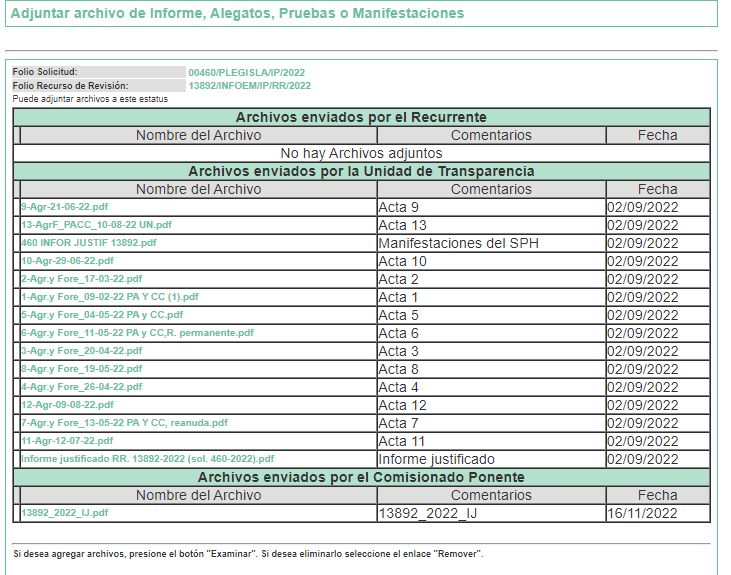 Adjuntar archivo de Informe, Alegatos, Pruebas o Manifestaciones
Folio Solicitud: 00460/PLEGISLA/IP/2022
Folio Recurso de Revisión: 13892/INFOEM/IP/RR/2022
Puede adjuntar archivos a este estatus
Archivos enviados por el Recurrente
Nombre del Archivo Comentarios Fecha
No hay Archivos adjuntos
Archivos enviados por la Unidad de Transparencia
Nombre del Archivo Comentarios Fecha
9-Agr-21-06-22.pdf Acta 9 02/09/2022
13-AgrF_PACC_10-08-22 UN.pdf Acta 13 02/09/2022
460 INFOR JUSTIF 13892.pdf Manifestaciones del SPH 02/09/2022
10-Agr-29-06-22.pdf Acta 10 02/09/2022
2-Agr.y Fore_17-03-22.pdf Acta 2 02/09/2022
1-Agr.y Fore_09-02-22 PA Y CC (1).pdf Acta 1 02/09/2022
5-Agr.y Fore_04-05-22 PA y CC.pdf Acta 5 02/09/2022
6-Agr.y Fore_11-05-22 PA y CC,R. permanente.pdf Acta 6 02/09/2022
3-Agr.y Fore_20-04-22.pdf Acta 3 02/09/2022
8-Agr.y Fore_19-05-22.pdf Acta 8 02/09/2022
4-Agr.y Fore_26-04-22.pdf Acta 4 02/09/2022
12-Agr-09-08-22.pdf Acta 12 02/09/2022
7-Agr.y Fore_13-05-22 PA Y CC, reanuda.pdf Acta 7 02/09/2022
11-Agr-12-07-22.pdf Acta 11 02/09/2022
Informe justificado RR. 13892-2022 (sol. 460-2022).pdf Informe justificado 02/09/2022
Archivos enviados por el Comisionado Ponente
Nombre del Archivo Comentarios Fecha
13892_2022_IJ.pdf 13892_2022_IJ 16/11/2022
Si desea agregar archivos, presione el botón "Examinar". Si desea eliminarlo seleccione el enlace "Remover".